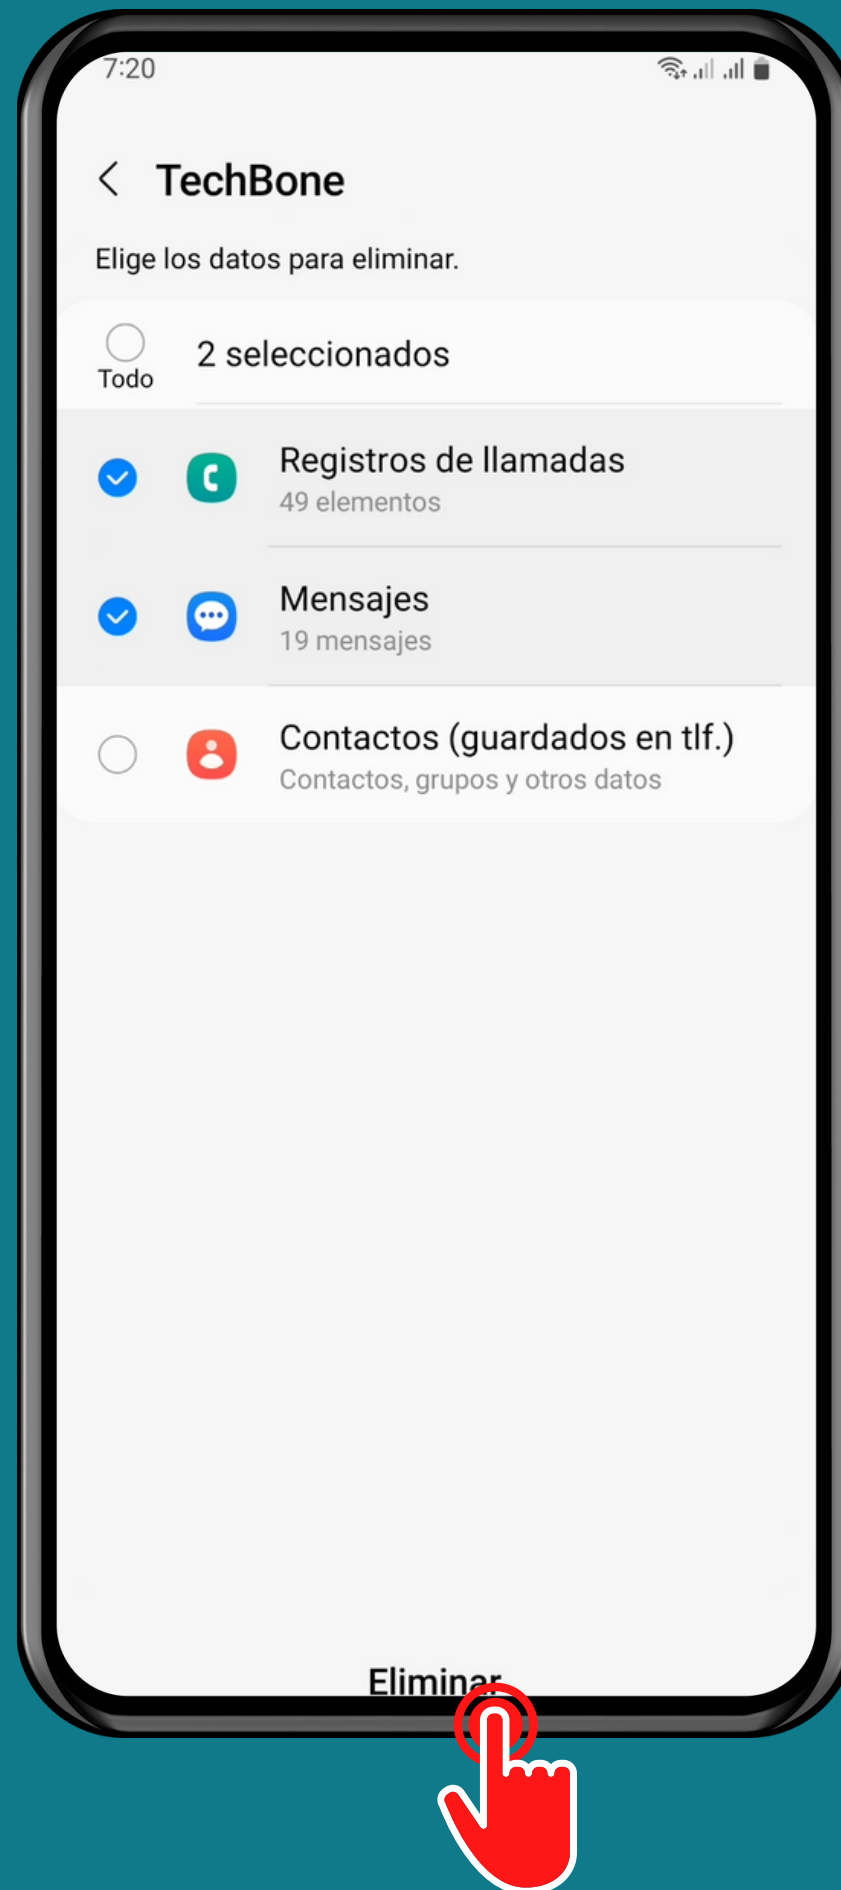 7:20
TechBone
Elige los datos para eliminar.
Todo
2 seleccionados
Registros de llamadas
49 elementos
Mensajes
19 mensajes
Contactos (guardados en tlf.)
Contactos, grupos y otros datos
Eliminar